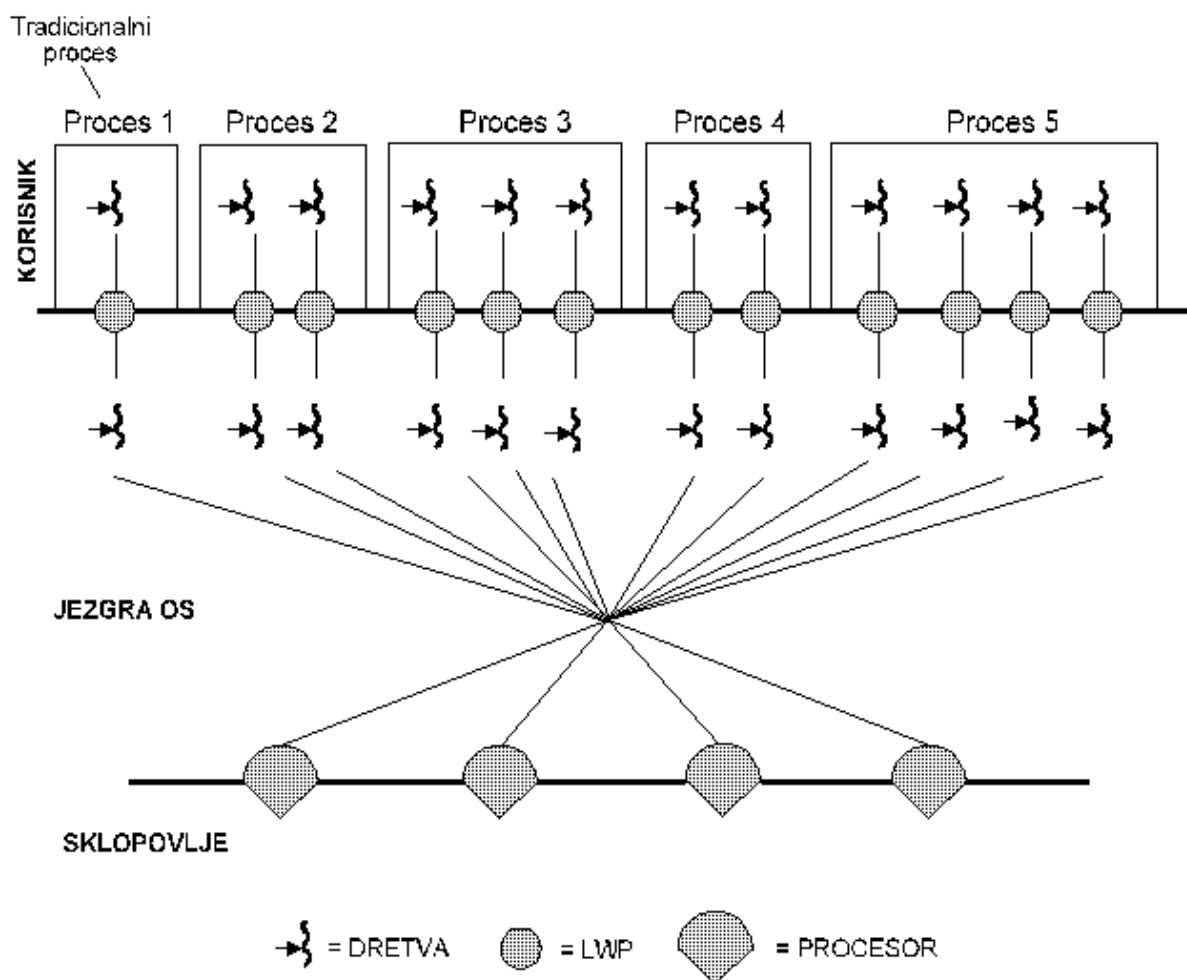 Tradicionalni
proces
Proces 1
Proces 2
Proces 3
Proces 4
Proces 5
KORISNIK
JEZGRA OS
SKLOPOVLJE
= DRETVA
= LWP
= PROCESOR